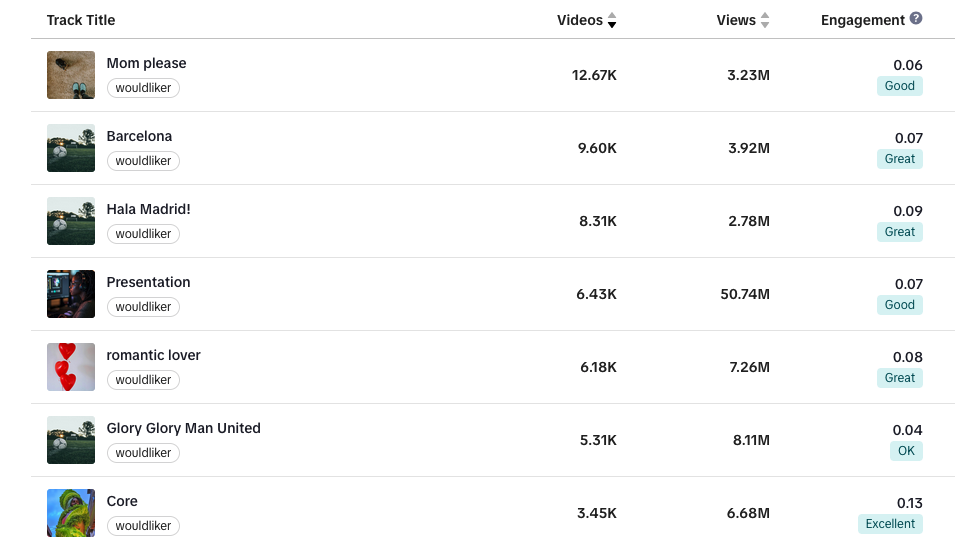 Track Title Videos Views Engagement ?
Mom please
wouldliker
12.67K 3.23M 0.06
Good
Barcelona
wouldliker
9.60K 3.92M 0.07
Great
Hala Madrid!
wouldliker
8.31K 2.78M 0.09
Great
Presentation
wouldliker
6.43K 50.74M 0.07
Good
romantic lover
wouldliker
6.18K 7.26M 0.08
Great
Glory Glory Man United
wouldliker
5.31K 8.11M 0.04
OK
Core
wouldliker
3.45K 6.68M 0.13
Excellent